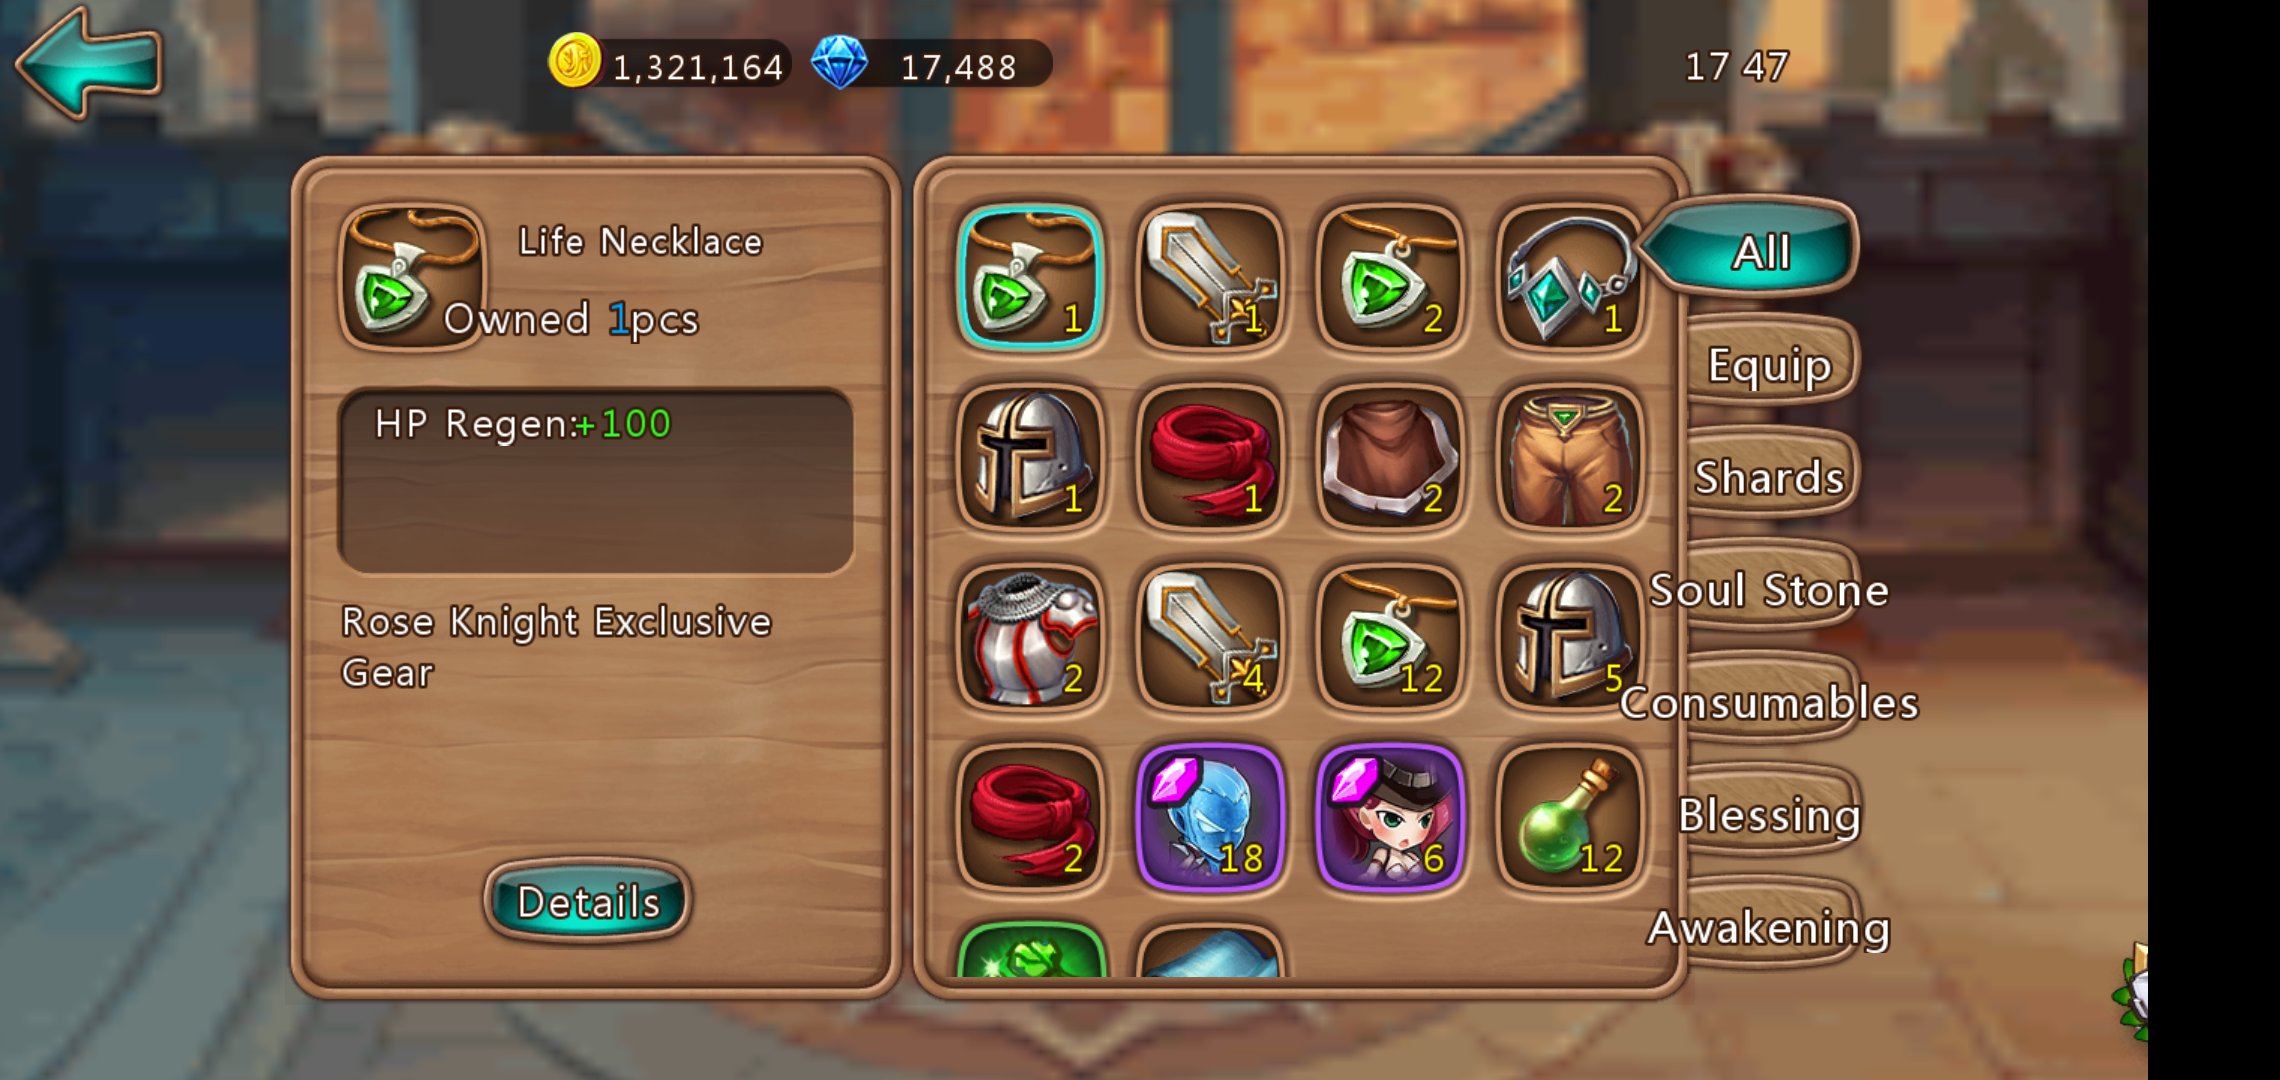 1,321,164
17,488
17 47
Life Necklace
Owned 1pcs
HP Regen:+100
Rose Knight Exclusive
Gear
Details
1
1
2
1
1
1
2
2
2
4
12
5
2
18
6
12
All
Equip
Shards
Soul Stone
Consumables
Blessing
Awakening